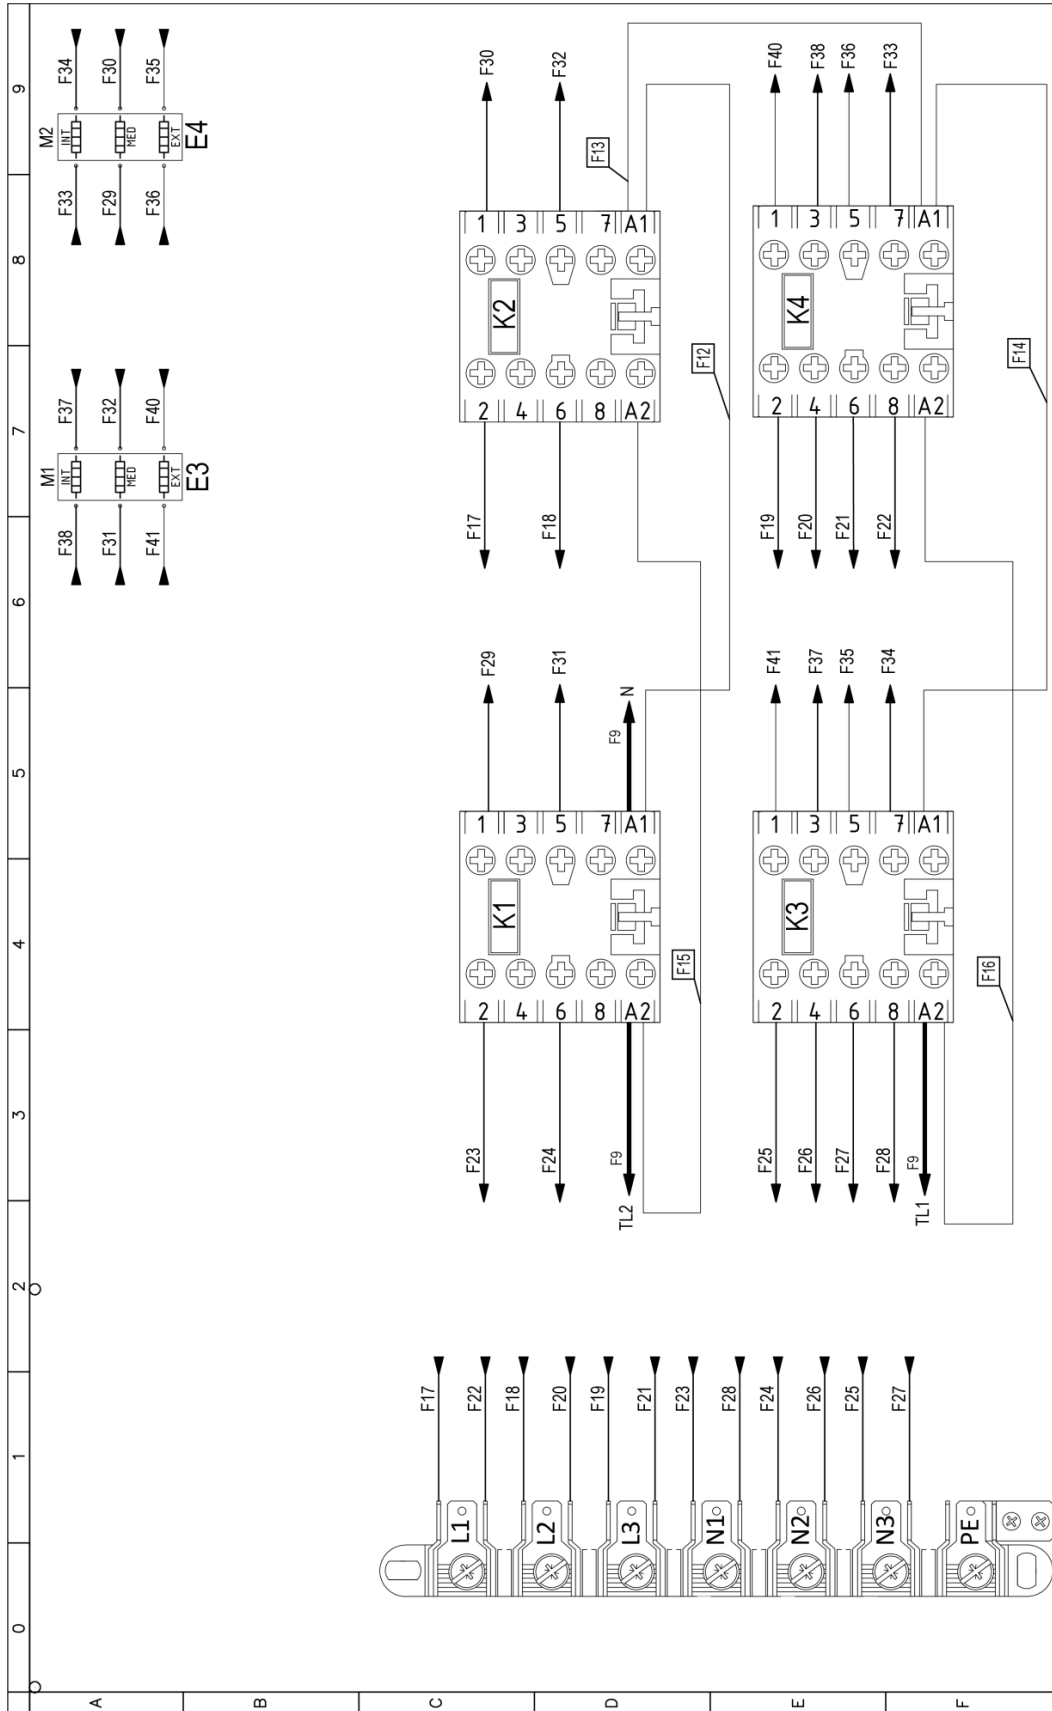 9
8
7
6
5
4
3
2
1
0
A
B
C
D
E
F
F34
F30
F35
M2
INT
MED
EXT
E4
F33
F29
F36
F37
F32
F40
M1
INT
MED
EXT
E3
F38
F31
F41
F30
F32
F13
1 3 5 7 A1
K2
2 4 6 8 A2
F17
F18
F12
F40
F38
F36
F33
1 3 5 7 A1
K4
2 4 6 8 A2
F19
F20
F21
F22
F14
F29
F31
F9
N
1 3 5 7 A1
K1
2 4 6 8 A2
F23
F24
F9
TL2
F15
F41
F37
F35
F34
1 3 5 7 A1
K3
2 4 6 8 A2
F25
F26
F27
F28
F9
TL1
F16
F17
F22
F18
F20
F19
F21
F23
F28
F24
F26
F25
F27
L1
L2
L3
N1
N2
N3
PE